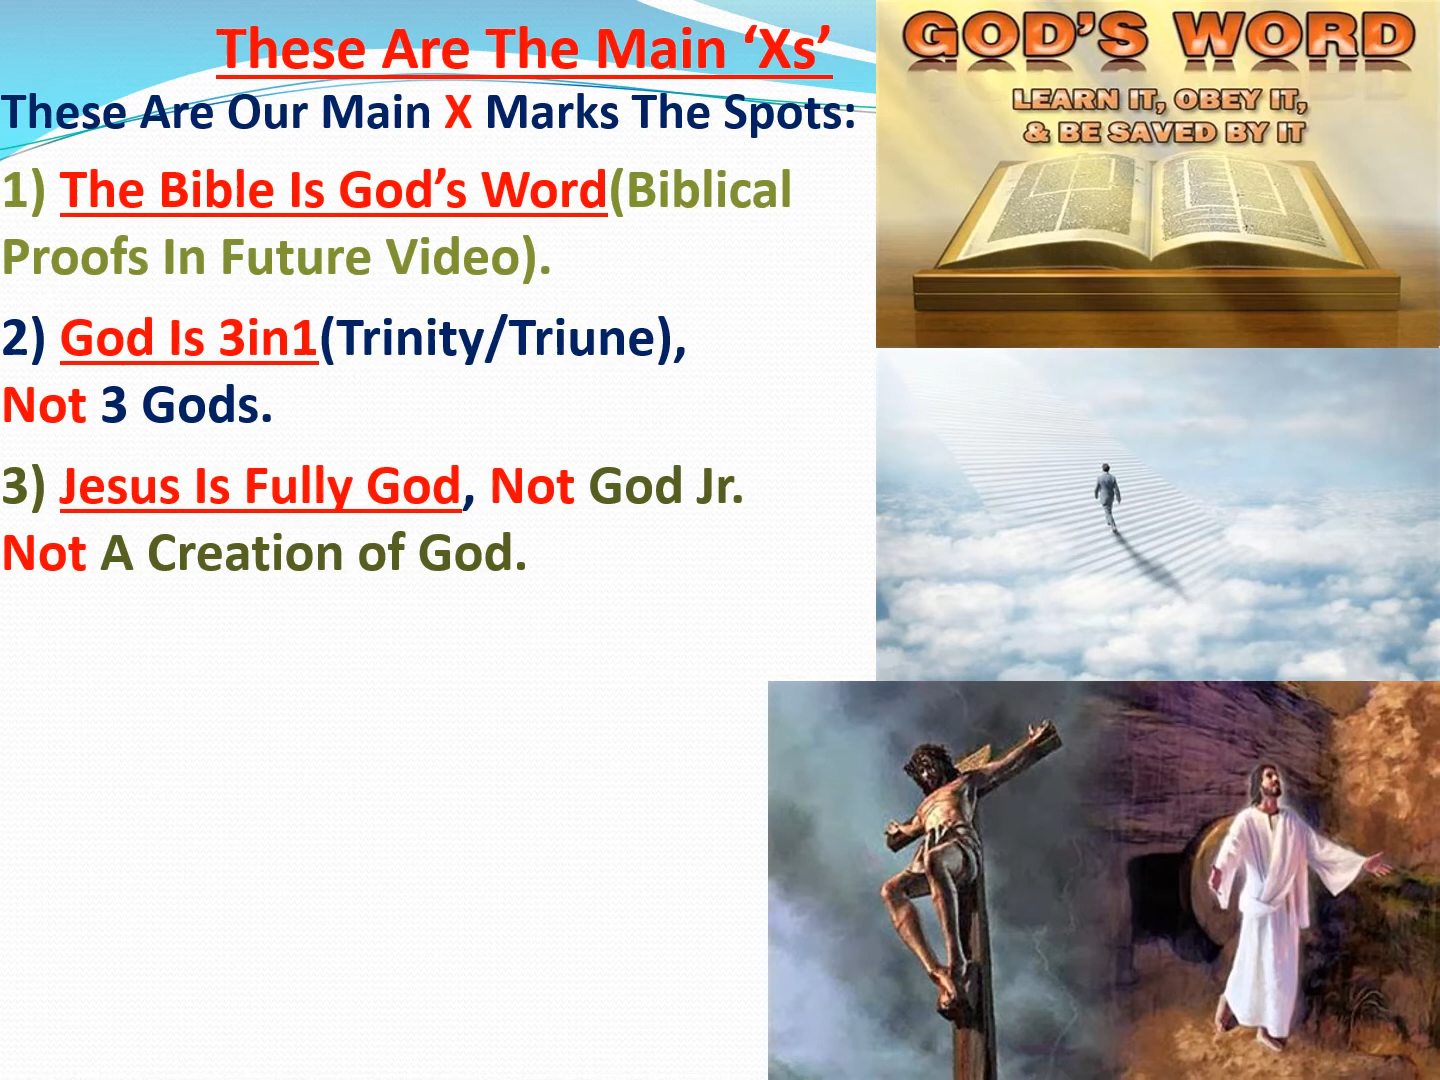 These Are The Main ‘Xs’
These Are Our Main X Marks The Spots:
1) The Bible Is God’s Word(Biblical
Proofs In Future Video).
2) God Is 3in1(Trinity/Triune),
Not 3 Gods.
3) Jesus Is Fully God, Not God Jr.
Not A Creation of God.
GOD’S WORD
LEARN IT, OBEY IT,
& BE SAVED BY IT